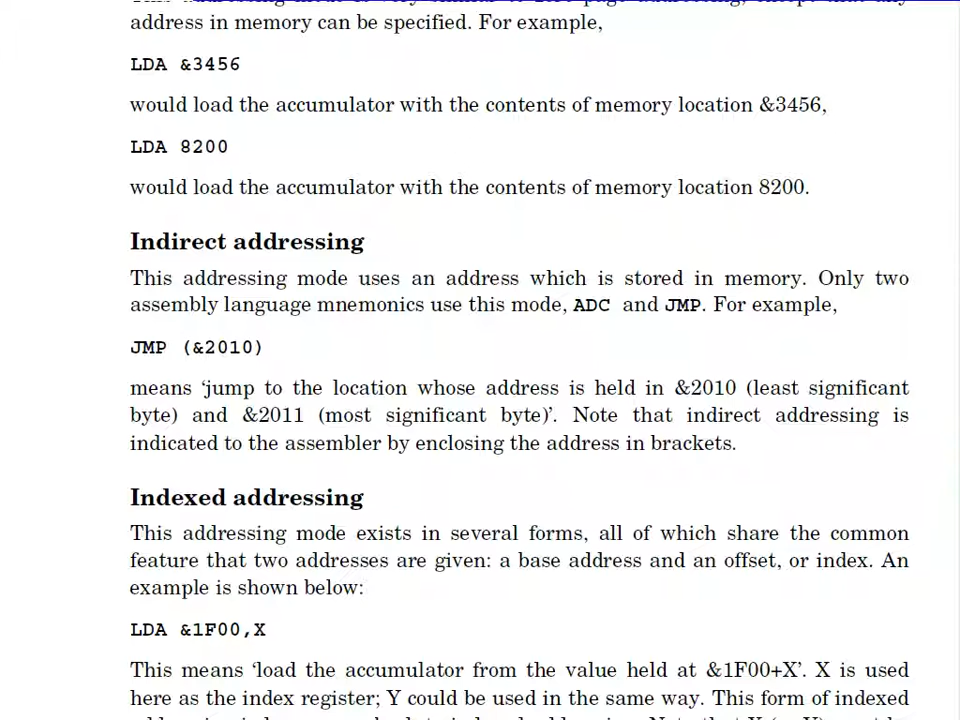 address in memory can be specified. For example,
LDA &3456
would load the accumulator with the contents of memory location &3456,
LDA 8200
would load the accumulator with the contents of memory location 8200.
Indirect addressing
This addressing mode uses an address which is stored in memory. Only two
assembly language mnemonics use this mode, ADC and JMP. For example,
JMP (&2010)
means ‘jump to the location whose address is held in &2010 (least significant
byte) and &2011 (most significant byte)’. Note that indirect addressing is
indicated to the assembler by enclosing the address in brackets.
Indexed addressing
This addressing mode exists in several forms, all of which share the common
feature that two addresses are given: a base address and an offset, or index. An
example is shown below:
LDA &1F00,X
This means ‘load the accumulator from the value held at &1F00+X’. X is used
here as the index register; Y could be used in the same way. This form of indexed